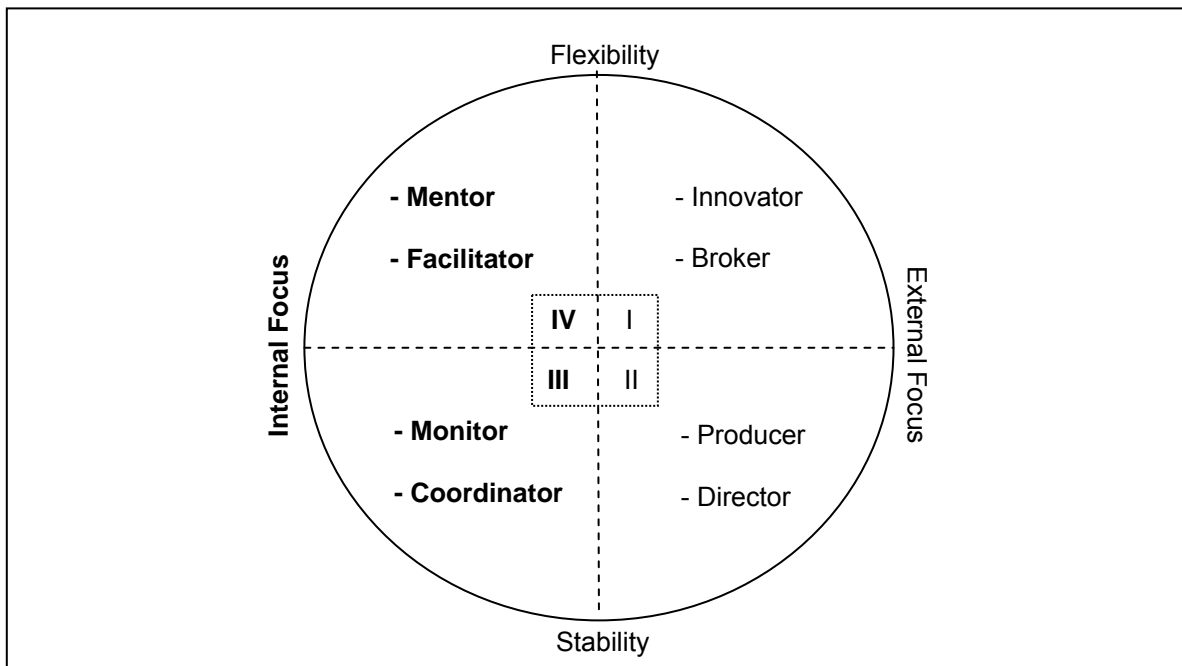 Flexibility
- Mentor
- Innovator
- Facilitator
- Broker
Internal Focus
External Focus
IV
I
III
II
- Monitor
- Producer
- Coordinator
- Director
Stability